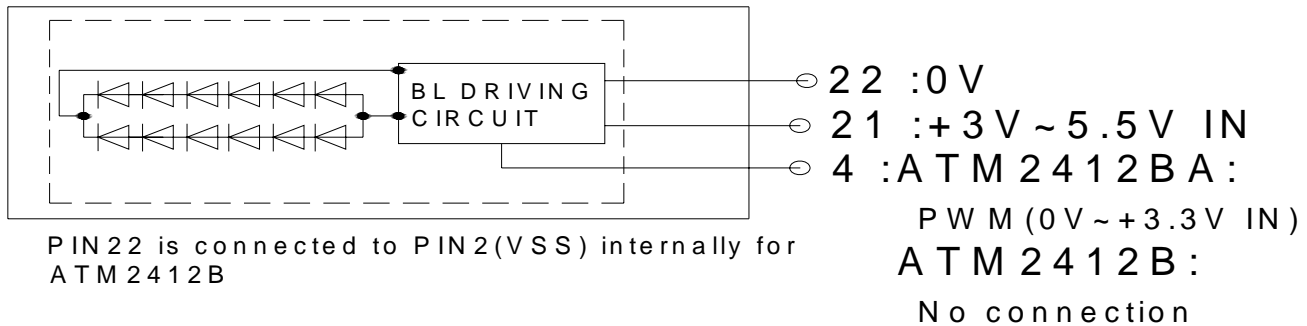 BL DRIVING
CIRCUIT
22 :0V
21 :+3V~5.5V IN
4 :ATM2412BA:
PWM(0V~+3.3V IN)
ATM2412B:
No connection
PIN22 is connected to PIN2(VSS) internally for
ATM2412B